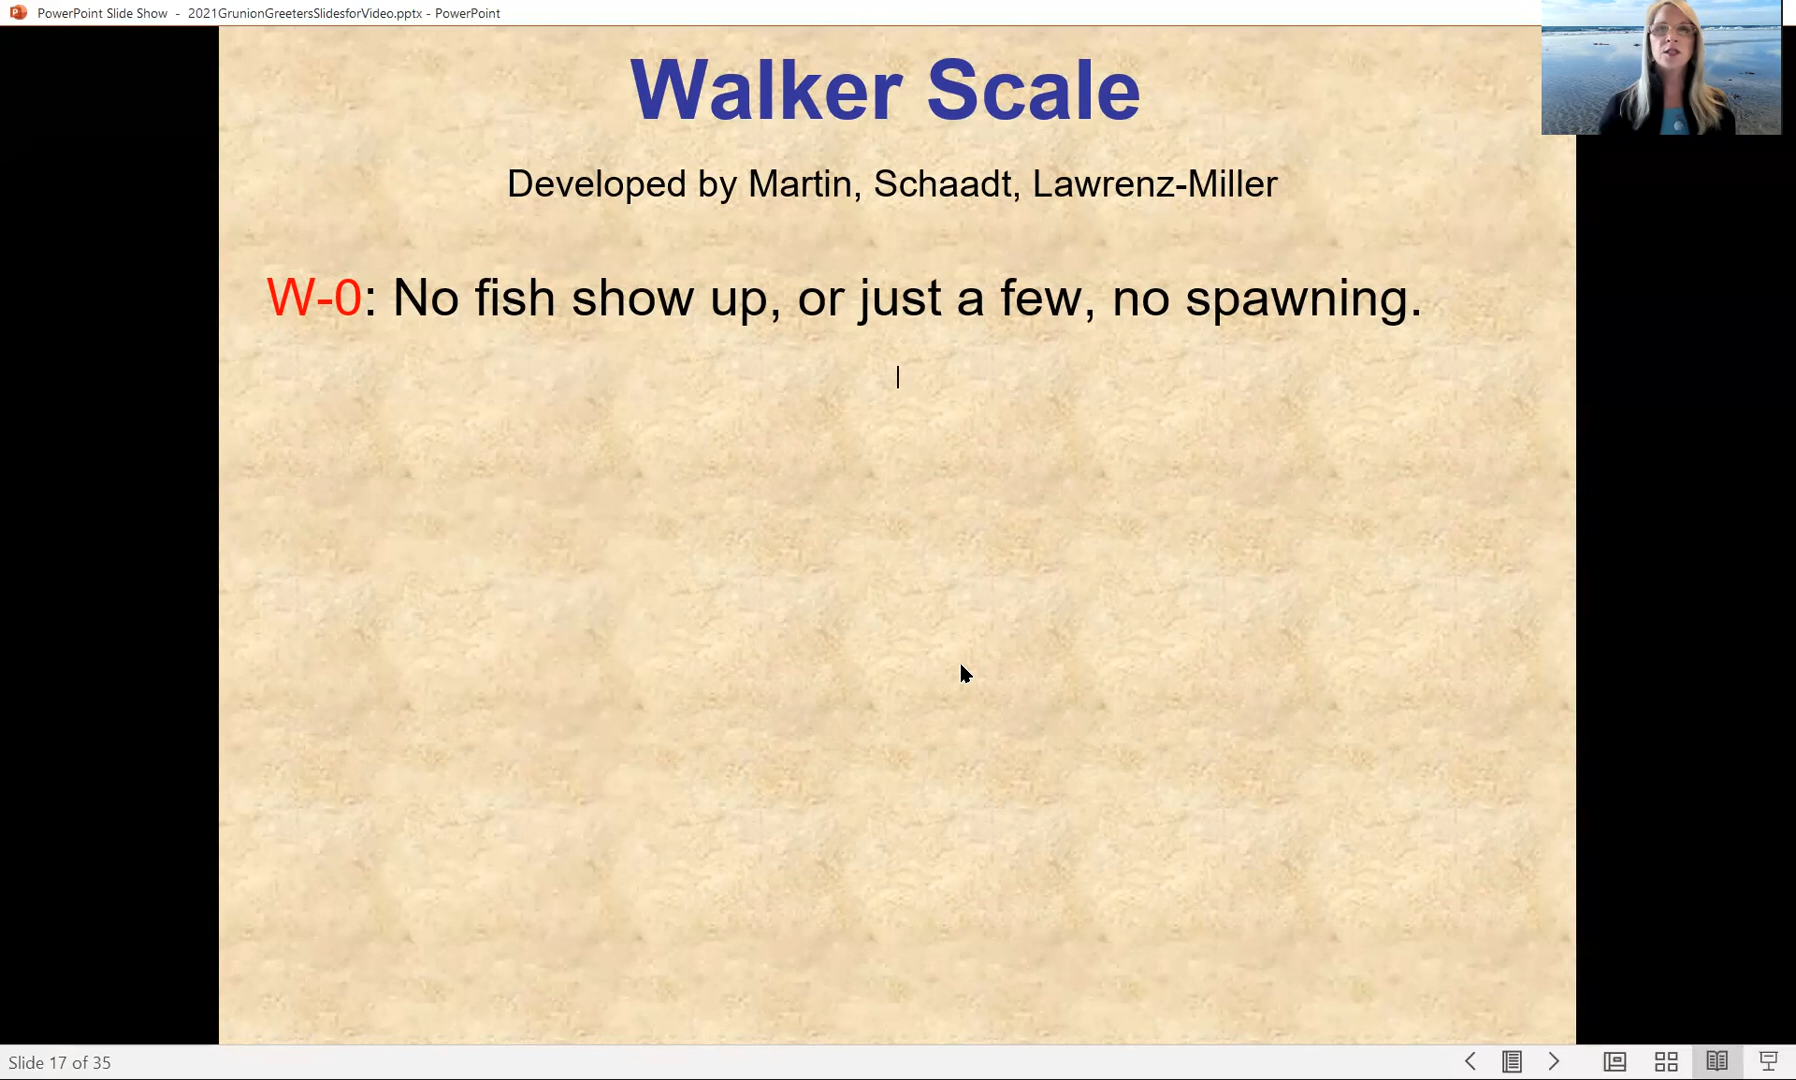 PowerPoint Slide Show - 2021GrunionGreetersSlidesforVideo.pptx - PowerPoint
Walker Scale
Developed by Martin, Schaadt, Lawrenz-Miller
W-0: No fish show up, or just a few, no spawning.
Slide 17 of 35